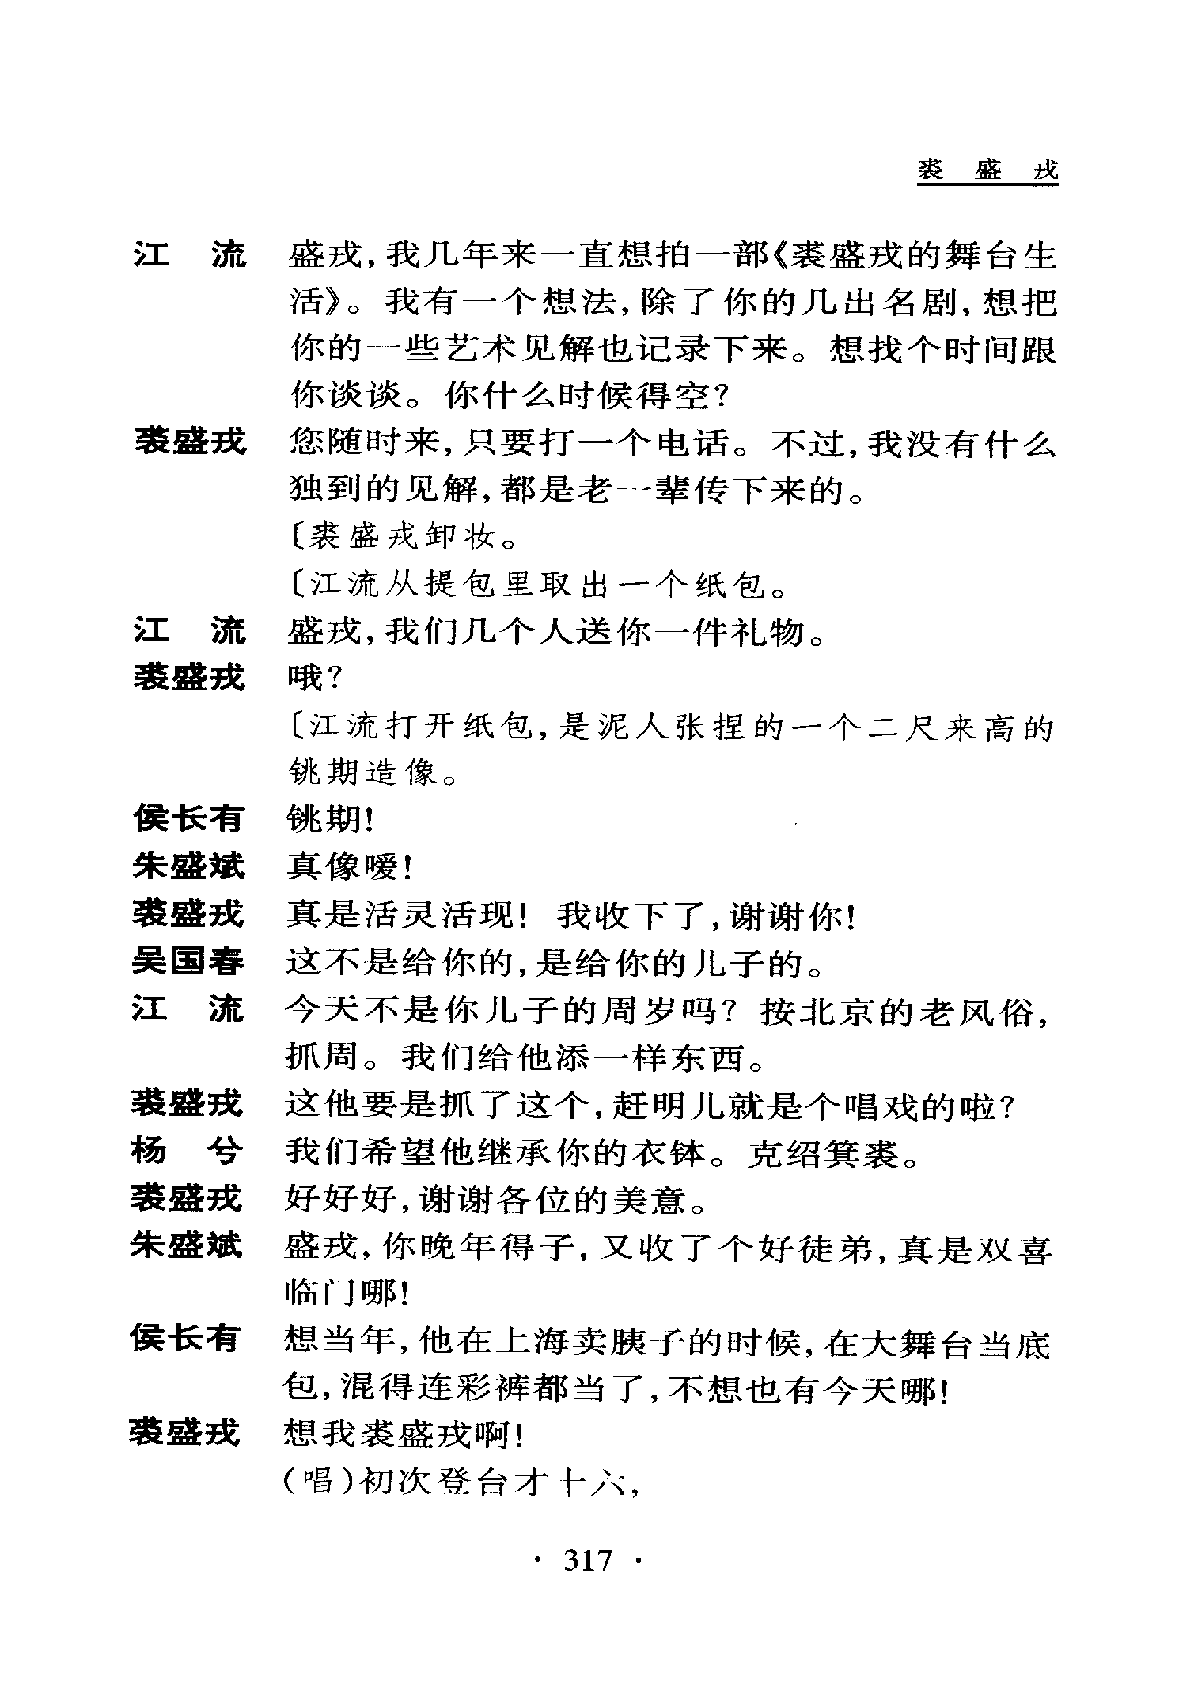 裘盛戎
江　流　盛戎,我几年来一直想拍一部《裘盛戎的舞台生
活》。我有一个想法,除了你的几出名剧,想把
你的一些艺术见解也记录下来。想找个时间跟
你谈谈。你什么时候得空?
裘盛戎　您随时来,只要打一个电话。不过,我没有什么
独到的见解,都是老一辈传下来的。
〔裘盛戎卸妆。
〔江流从提包里取出一个纸包。
江　流　盛戎,我们几个人送你一件礼物。
裘盛戎　哦?
〔江流打开纸包,是泥人张捏的一个二尺来高的
铫期造像。
侯长有　铫期!
朱盛斌　真像嗳!
裘盛戎　真是活灵活现!我收下了,谢谢你!
吴国春　这不是给你的,是给你的儿子的。
江　流　今天不是你儿子的周岁吗?按北京的老风俗,
抓周。我们给他添一样东西。
裘盛戎　这他要是抓了这个,赶明儿就是个唱戏的啦?
杨　兮　我们希望他继承你的衣钵。克绍箕裘。
裘盛戎　好好好,谢谢各位的美意。
朱盛斌　盛戎,你晚年得子,又收了个好徒弟,真是双喜
临门哪!
侯长有　想当年,他在上海卖胰子的时候,在大舞台当底
包,混得连彩裤都当了,不想也有今天哪!
裘盛戎　想我裘盛戎啊!
(唱)初次登台才十六,
· 317 ·